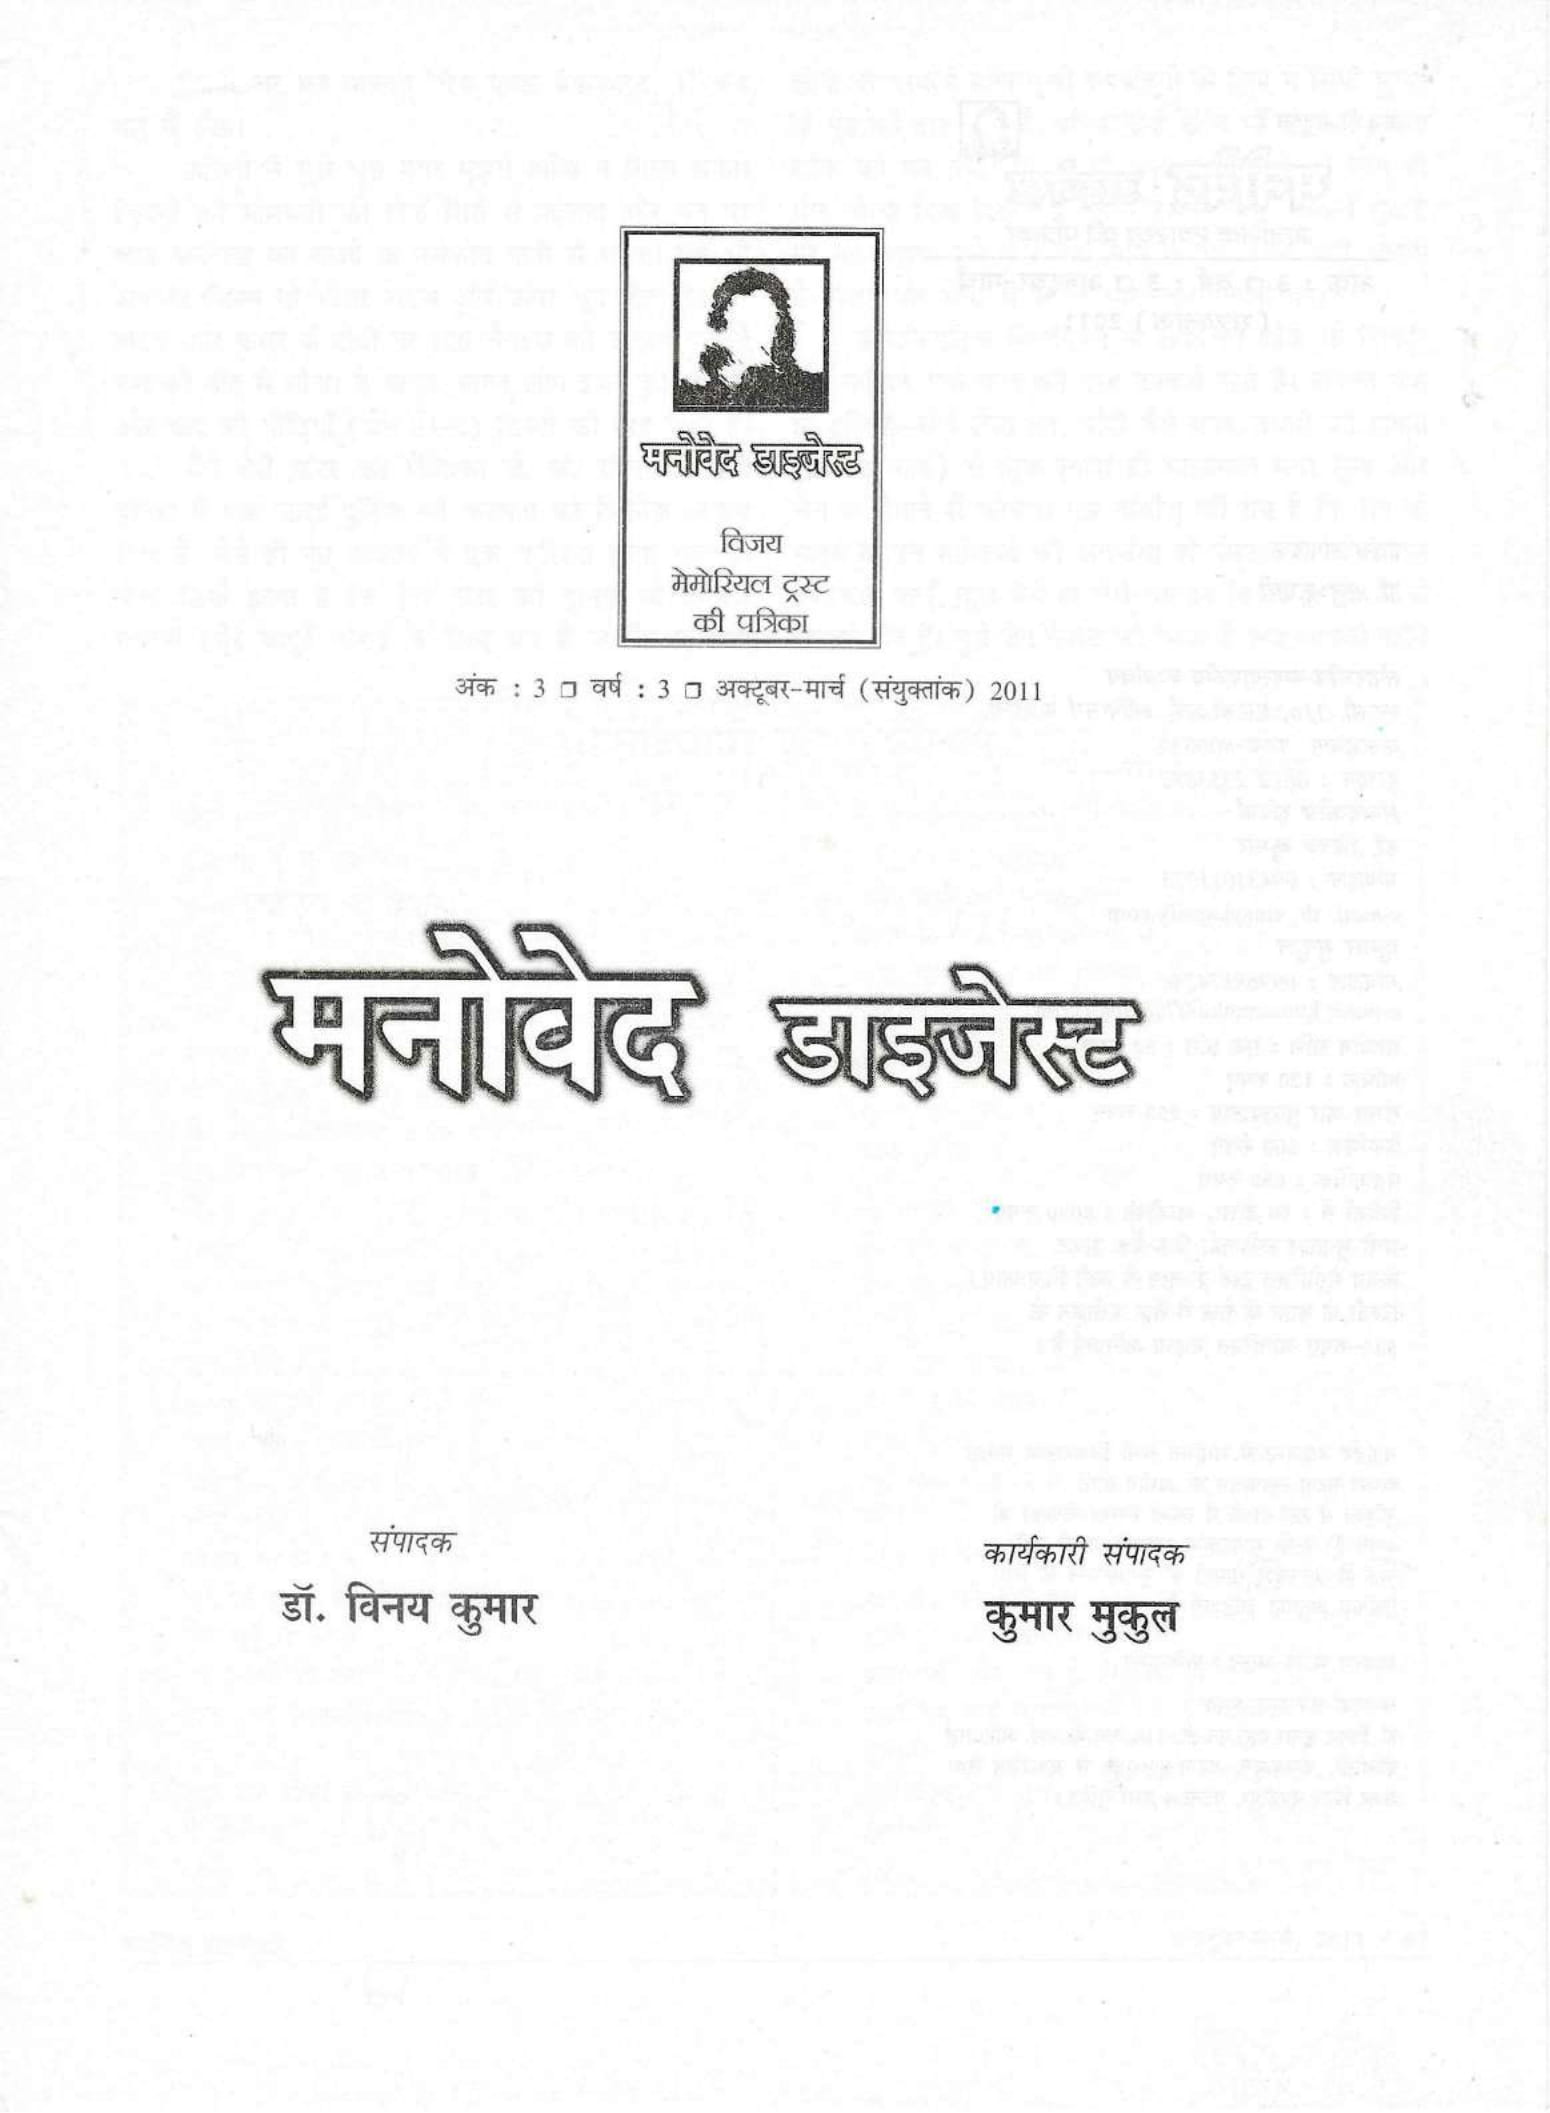 मनोवेद डाइजेस्ट
विजय
मेमोरियल ट्रस्ट
की पत्रिका
अंक : 3 ❒ वर्ष : 3 ❒ अक्टूबर-मार्च (संयुक्तांक) 2011
मनोवेद डाइजेस्ट
संपादक
डॉ. विनय कुमार
कार्यकारी संपादक
कुमार मुकुल